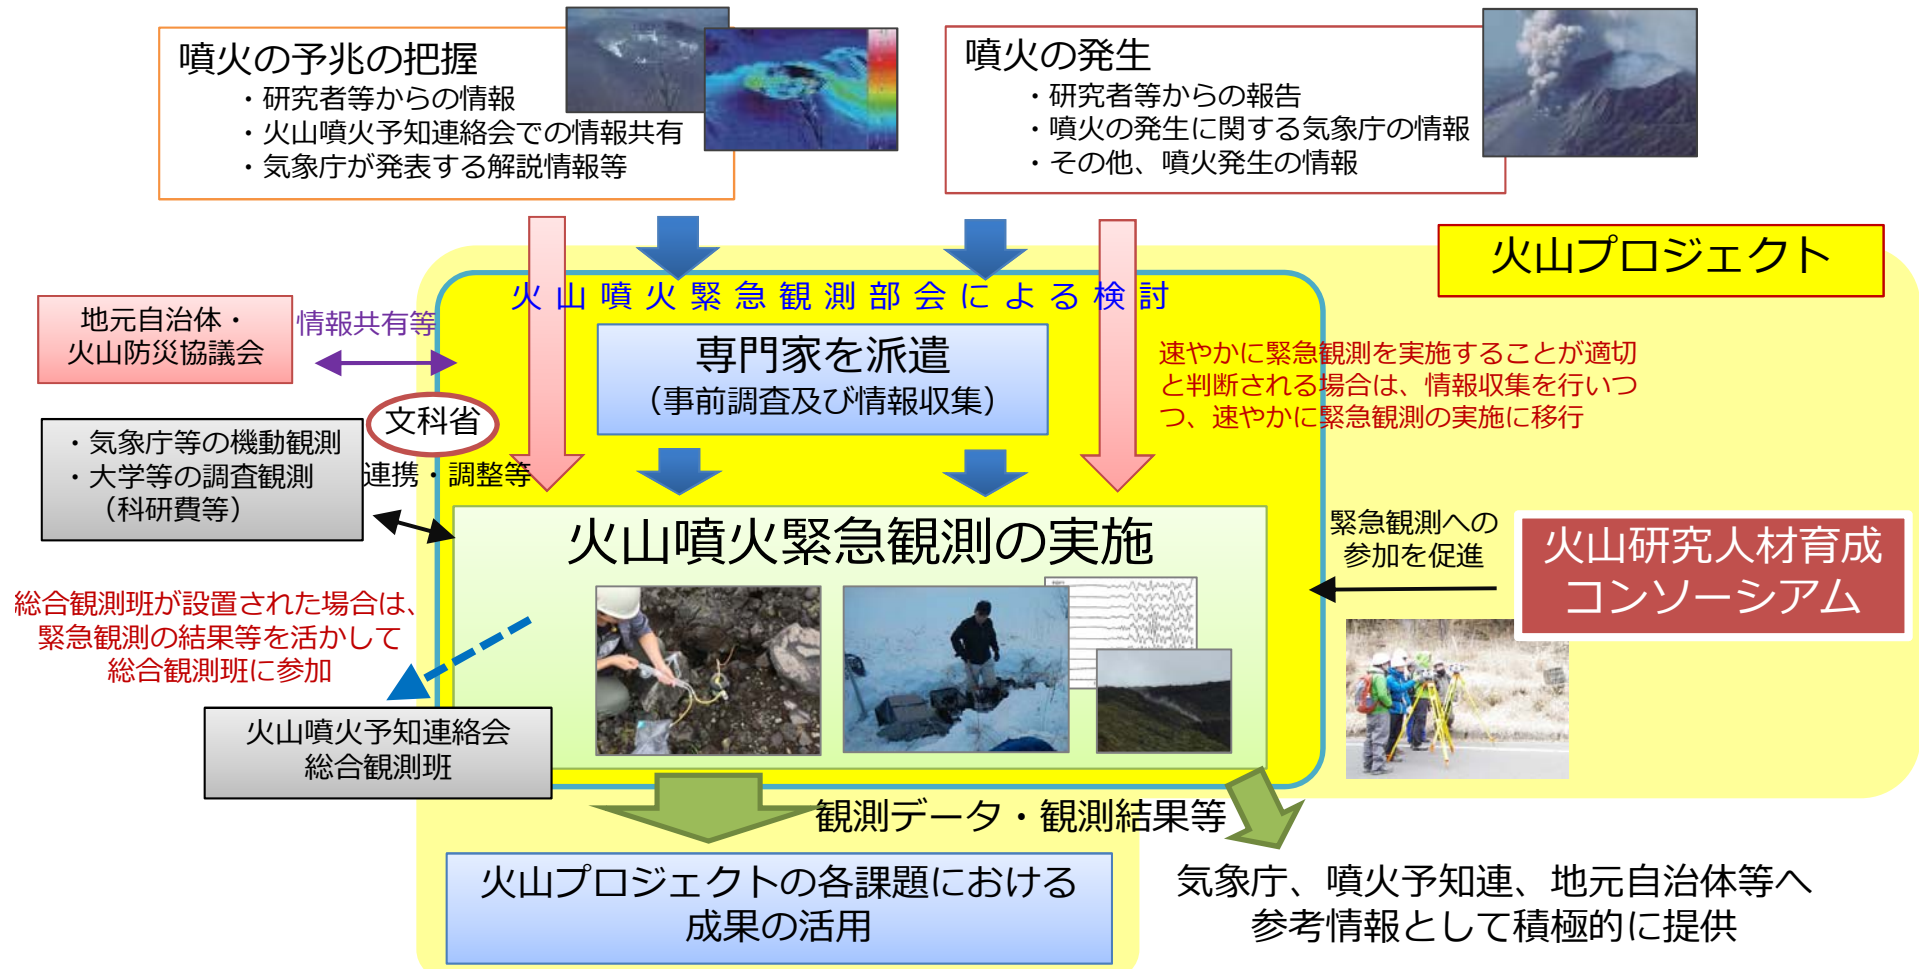 噴火の予兆の把握
・研究者等からの情報
・火山噴火予知連絡会での情報共有
・気象庁が発表する解説情報等
噴火の発生
・研究者等からの報告
・噴火の発生に関する気象庁の情報
・その他、噴火発生の情報
火山プロジェクト
火山噴火緊急観測部会による検討
地元自治体・
火山防災協議会
情報共有等
専門家を派遣
（事前調査及び情報収集）
速やかに緊急観測を実施することが適切
と判断される場合は、情報収集を行いつ
つ、速やかに緊急観測の実施に移行
文科省
・気象庁等の機動観測
・大学等の調査観測
（科研費等）
連携・調整等
火山噴火緊急観測の実施
緊急観測への
参加を促進
火山研究人材育成
コンソーシアム
総合観測班が設置された場合は、
緊急観測の結果等を活かして
総合観測班に参加
火山噴火予知連絡会
総合観測班
観測データ・観測結果等
火山プロジェクトの各課題における
成果の活用
気象庁、噴火予知連、地元自治体等へ
参考情報として積極的に提供